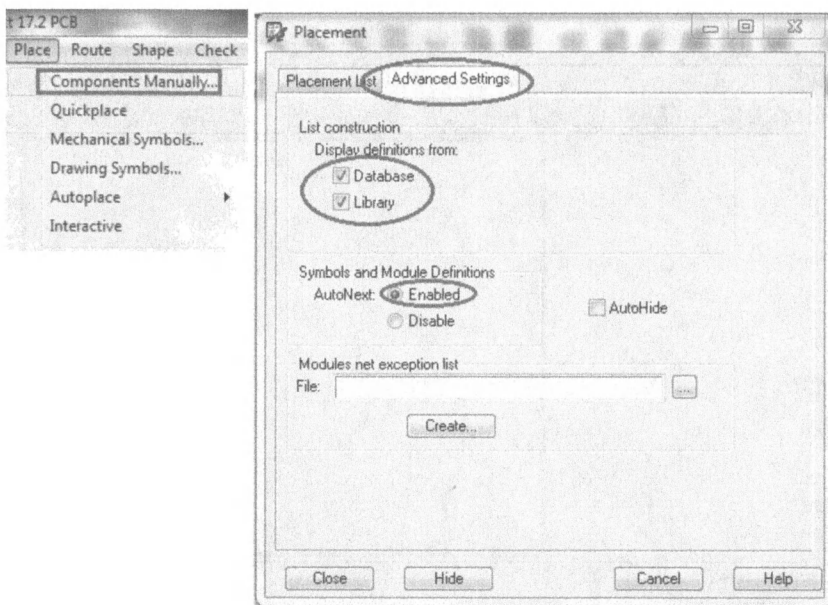 t 17.2 PCB
Place Route Shape Check
Components Manually...
Quickplace
Mechanical Symbols...
Drawing Symbols...
Autoplace
Interactive
Placement
Placement List Advanced Settings
List construction
Display definitions from:
Database
Library
Symbols and Module Definitions
AutoNext: Enabled
Disable
AutoHide
Modules net exception list
File:
...
Create...
Close Hide Cancel Help